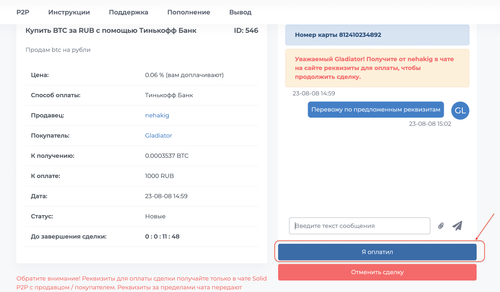 P2P Инструкции Поддержка Пополнение Вывод
Купить BTC за RUB с помощью Тинькофф Банк ID: 546
Продам btc на рубли
Цена: 0.06 % (вам доплачивают)
Способ оплаты: Тинькофф Банк
Продавец: nehakig
Покупатель: Gladiator
К получению: 0.0003537 BTC
К оплате: 1000 RUB
Дата: 23-08-08 14:59
Статус: Новые
До завершения сделки: 0 : 0 : 11 : 48
Обратите внимание! Реквизиты для оплаты сделки получайте только в чате Solid
P2P с продавцом / покупателем. Реквизиты за пределами чата передают
Номер карты 812410234892
Уважаемый Gladiator! Получите от nehakig в чате
на сайте реквизиты для оплаты, чтобы
продолжить сделку.
23-08-08 14:59
Перевожу по предложенным реквизитам
GL
23-08-08 15:02
Введите текст сообщения
Я оплатил
Отменить сделку